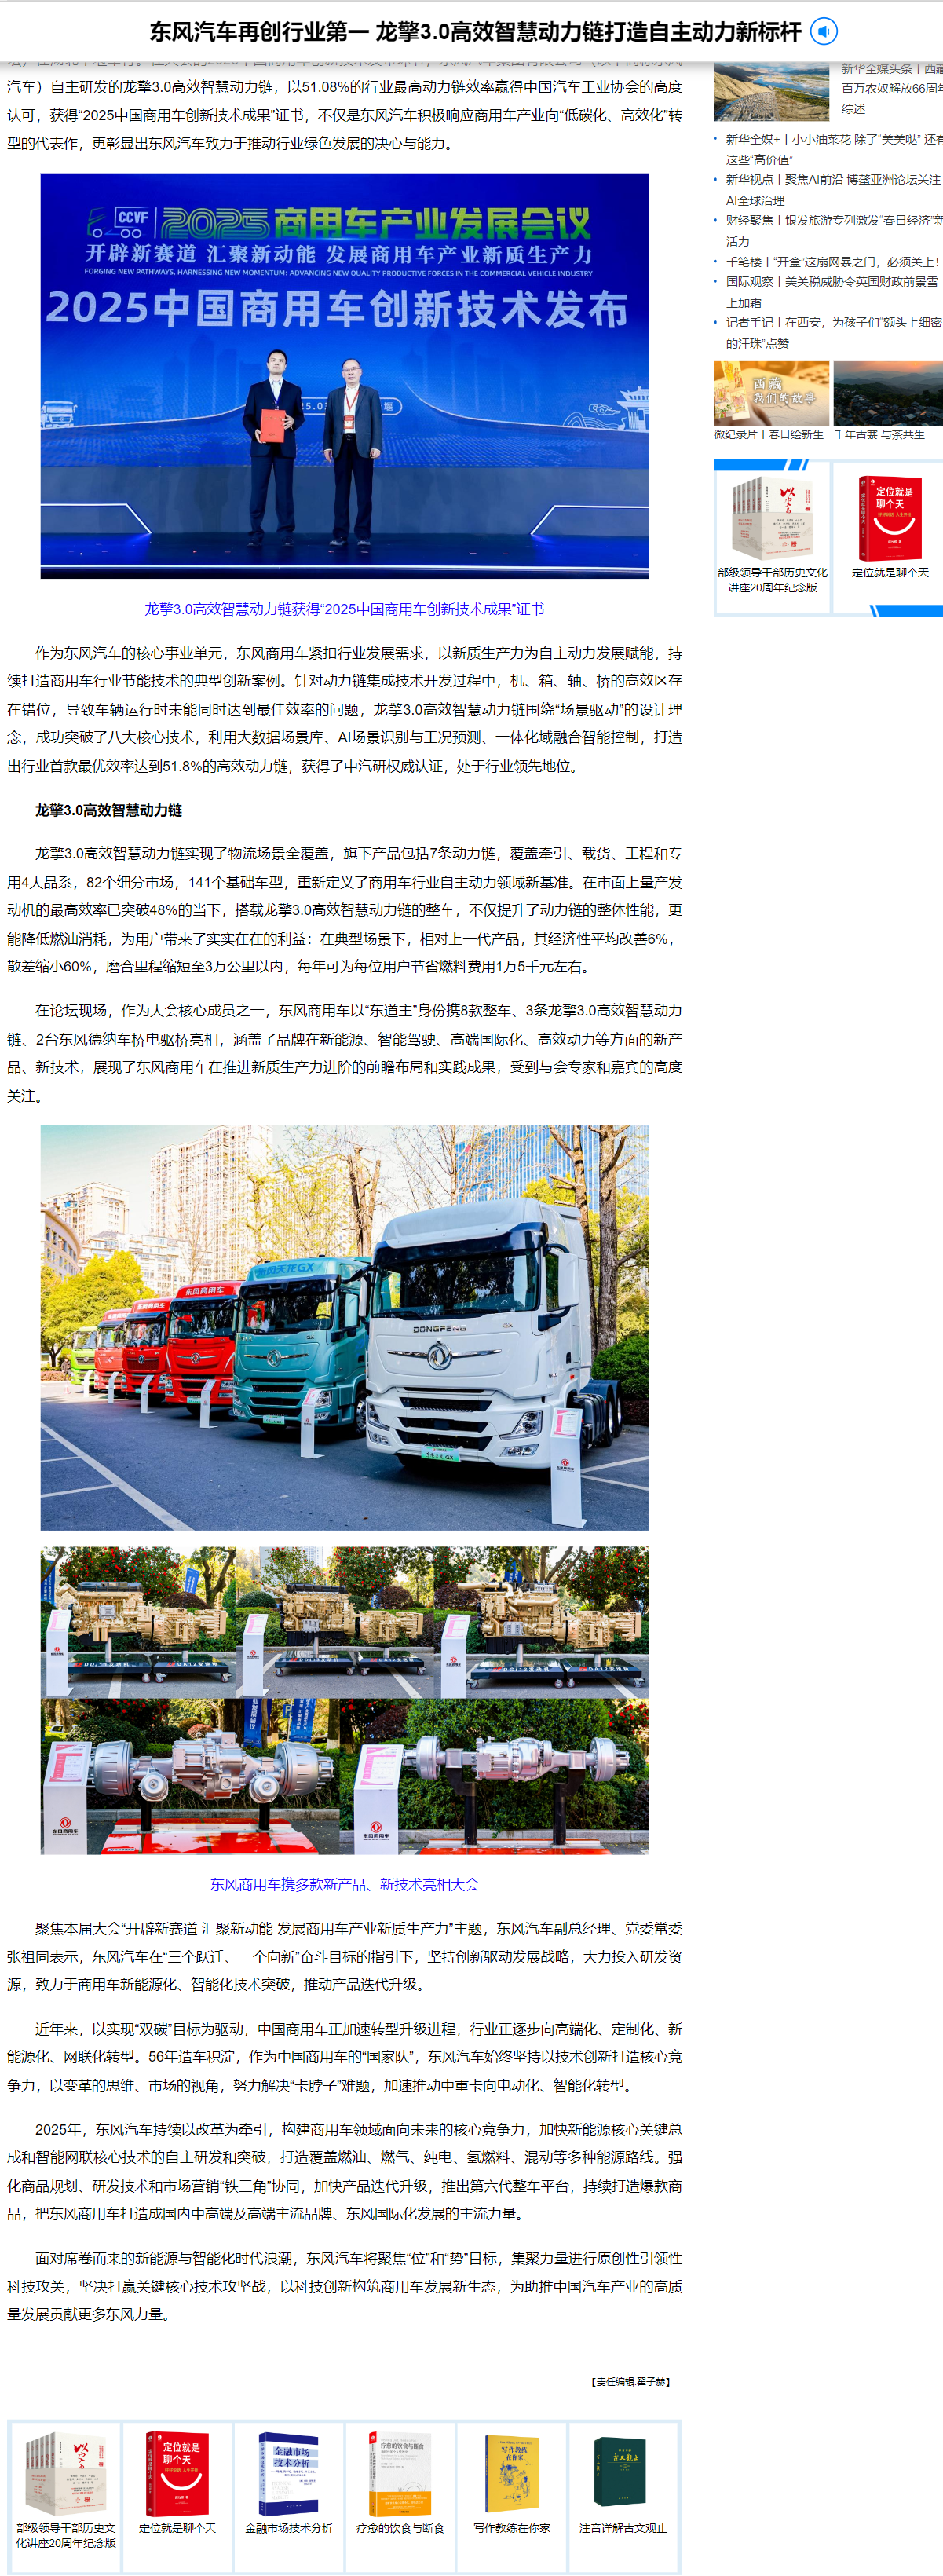 东风汽车再创行业第一 龙擎3.0高效智慧动力链打造自主动力新标杆
汽车）自主研发的龙擎3.0高效智慧动力链，以51.08%的行业最高动力链效率赢得中国汽车工业协会的高度
认可，获得“2025中国商用车创新技术成果”证书，不仅是东风汽车积极响应商用车产业向“低碳化、高效化”转
型的代表作，更彰显出东风汽车致力于推动行业绿色发展的决心与能力。
CCVF 2025商用车产业发展会议
开辟新赛道 汇聚新动能 发展商用车产业新质生产力
FORGING NEW PATHWAYS, HARNESSING NEW MOMENTUM: ADVANCING NEW QUALITY PRODUCTIVE FORCES IN THE COMMERCIAL VEHICLE INDUSTRY
2025中国商用车创新技术发布
龙擎3.0高效智慧动力链获得“2025中国商用车创新技术成果”证书
作为东风汽车的核心事业单元，东风商用车紧扣行业发展需求，以新质生产力为自主动力发展赋能，持
续打造商用车行业节能技术的典型创新案例。针对动力链集成技术开发过程中，机、箱、轴、桥的高效区存
在错位，导致车辆运行时未能同时达到最佳效率的问题，龙擎3.0高效智慧动力链围绕“场景驱动”的设计理
念，成功突破了八大核心技术，利用大数据场景库、AI场景识别与工况预测、一体化域融合智能控制，打造
出行业首款最优效率达到51.8%的高效动力链，获得了中汽研权威认证，处于行业领先地位。
龙擎3.0高效智慧动力链
龙擎3.0高效智慧动力链实现了物流场景全覆盖，旗下产品包括7条动力链，覆盖牵引、载货、工程和专
用4大品系，82个细分市场，141个基础车型，重新定义了商用车行业自主动力领域新基准。在市面上量产发
动机的最高效率已突破48%的当下，搭载龙擎3.0高效智慧动力链的整车，不仅提升了动力链的整体性能，更
能降低燃油消耗，为用户带来了实实在在的利益：在典型场景下，相对上一代产品，其经济性平均改善6%，
散差缩小60%，磨合里程缩短至3万公里以内，每年可为每位用户节省燃料费用1万5千元左右。
在论坛现场，作为大会核心成员之一，东风商用车以“东道主”身份携8款整车、3条龙擎3.0高效智慧动力
链、2台东风德纳车桥电驱桥亮相，涵盖了品牌在新能源、智能驾驶、高端国际化、高效动力等方面的新产
品、新技术，展现了东风商用车在推进新质生产力进阶的前瞻布局和实践成果，受到与会专家和嘉宾的高度
关注。
东风商用车
东风天龙GX
DONGFENG
GX
东风商用车
东风商用车
东风商用车携多款新产品、新技术亮相大会
聚焦本届大会“开辟新赛道 汇聚新动能 发展商用车产业新质生产力”主题，东风汽车副总经理、党委常委
张祖同表示，东风汽车在“三个跃迁、一个向新”奋斗目标的指引下，坚持创新驱动发展战略，大力投入研发资
源，致力于商用车新能源化、智能化技术突破，推动产品迭代升级。
近年来，以实现“双碳”目标为驱动，中国商用车正加速转型升级进程，行业正逐步向高端化、定制化、新
能源化、网联化转型。56年造车积淀，作为中国商用车的“国家队”，东风汽车始终坚持以技术创新打造核心竞
争力，以变革的思维、市场的视角，努力解决“卡脖子”难题，加速推动中重卡向电动化、智能化转型。
2025年，东风汽车持续以改革为牵引，构建商用车领域面向未来的核心竞争力，加快新能源核心关键总
成和智能网联核心技术的自主研发和突破，打造覆盖燃油、燃气、纯电、氢燃料、混动等多种能源路线。强
化商品规划、研发技术和市场营销“铁三角”协同，加快产品迭代升级，推出第六代整车平台，持续打造爆款商
品，把东风商用车打造成国内中高端及高端主流品牌、东风国际化发展的主流力量。
面对席卷而来的新能源与智能化时代浪潮，东风汽车将聚焦“位”和“势”目标，集聚力量进行原创性引领性
科技攻关，坚决打赢关键核心技术攻坚战，以科技创新构筑商用车发展新生态，为助推中国汽车产业的高质
量发展贡献更多东风力量。
【责任编辑:瞿子赫】
部级领导干部历史文
化讲座20周年纪念版
定位就是聊个天
金融市场技术分析
疗愈的饮食与断食
写作教练在你家
注音详解古文观止
新华全媒头条丨西藏
百万农奴解放66周年
综述
新华全媒+丨小小油菜花 除了“美美哒” 还有
这些“高价值”
新华视点丨聚焦AI前沿 博鳌亚洲论坛关注
AI全球治理
财经聚焦丨银发旅游专列激发“春日经济”新
活力
千笔楼丨“开盒”这扇网暴之门，必须关上！
国际观察丨美关税威胁令英国财政前景雪
上加霜
记者手记丨在西安，为孩子们“额头上细密
的汗珠”点赞
西藏
我们的故事
微纪录片丨春日绘新生
千年古寨 与茶共生
定位就是
聊个天
部级领导干部历史文化
讲座20周年纪念版
定位就是聊个天